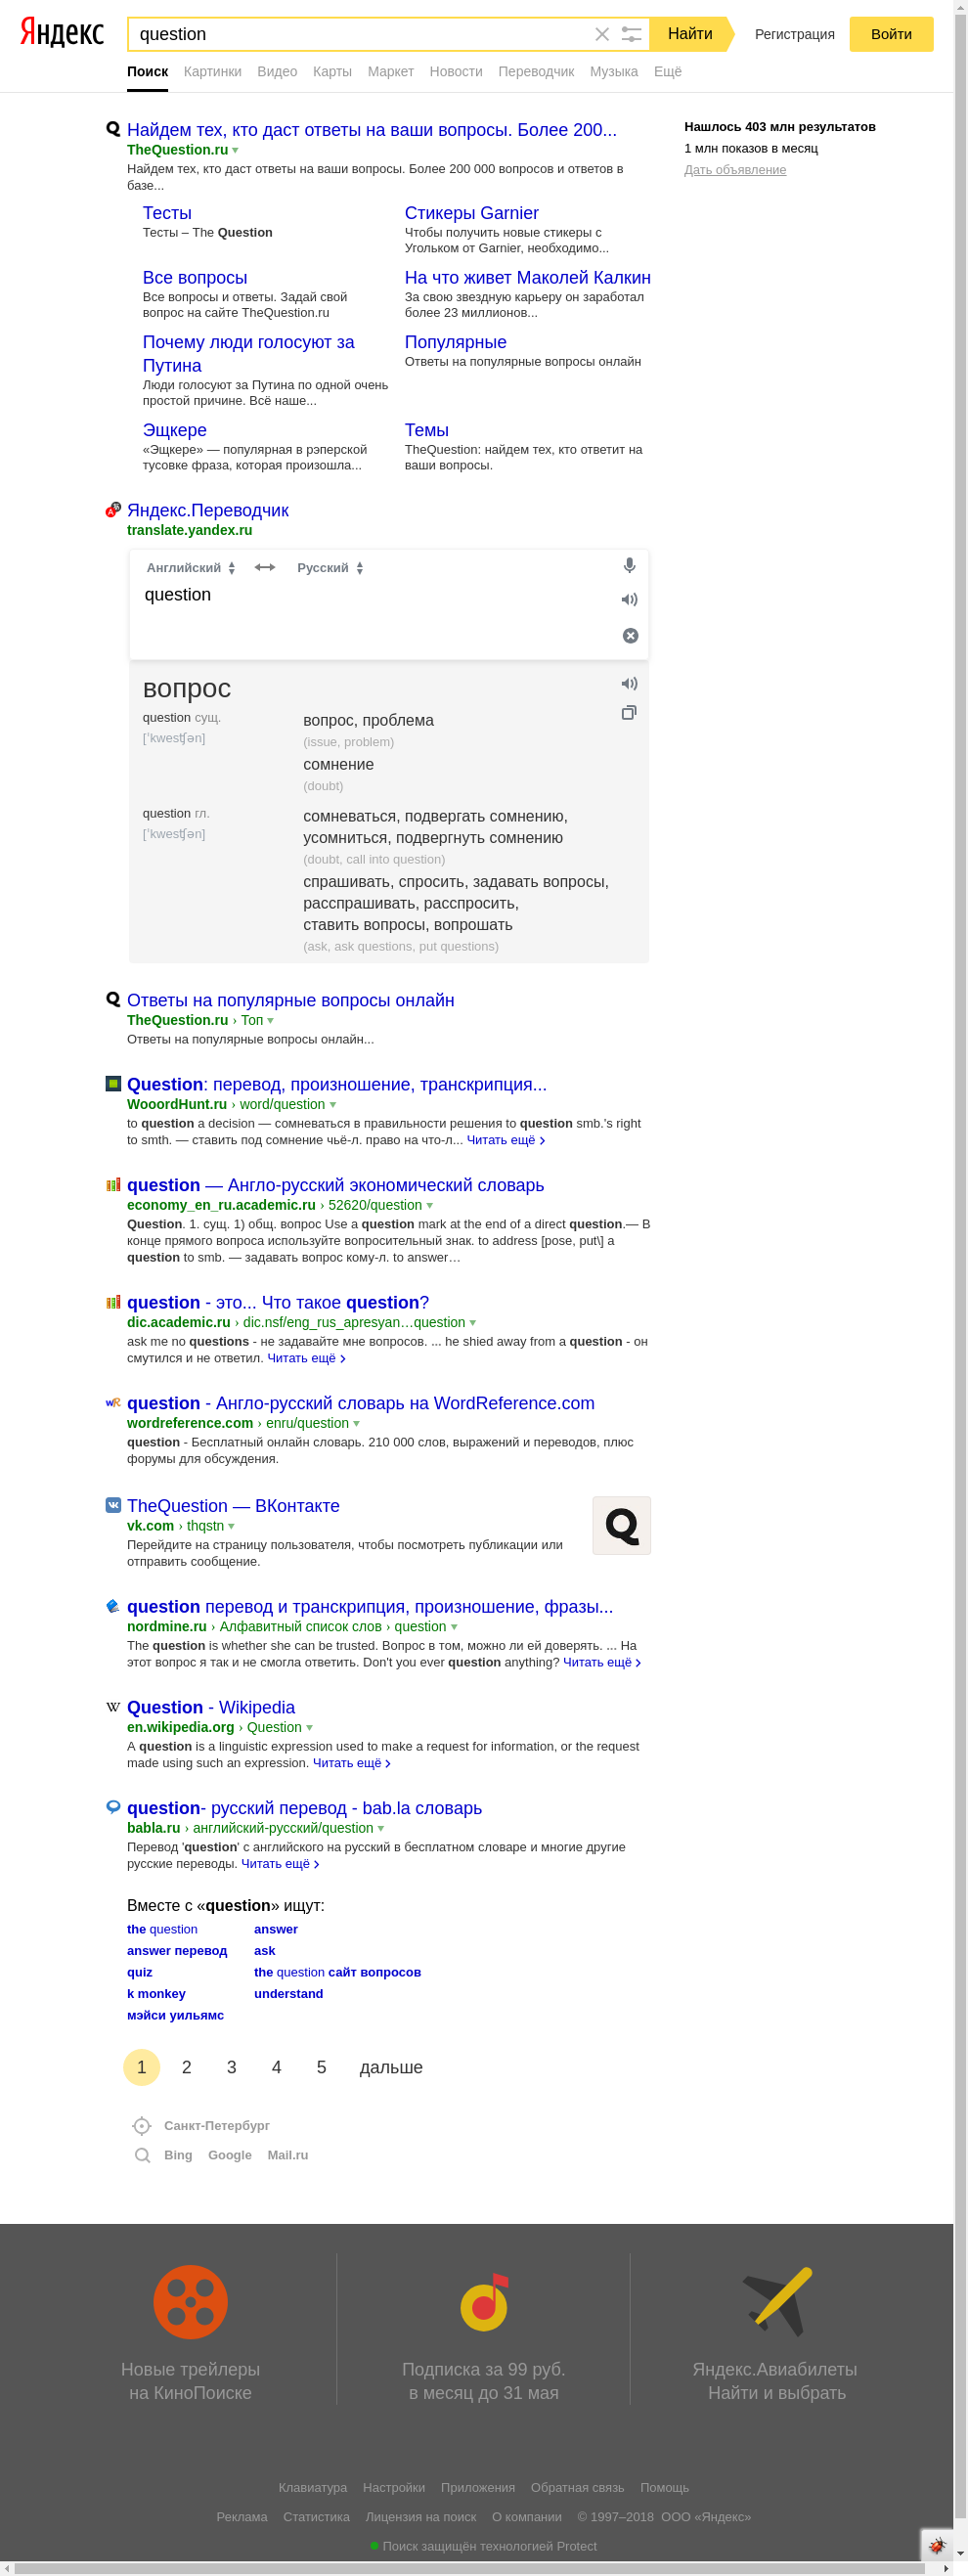 Яндекс
question
Найти
Регистрация
Войти
Поиск Картинки Видео Карты Маркет Новости Переводчик Музыка Ещё
Найдем тех, кто даст ответы на ваши вопросы. Более 200...
TheQuestion.ru
Найдем тех, кто даст ответы на ваши вопросы. Более 200 000 вопросов и ответов в
базе...
Тесты
Тесты – The Question
Стикеры Garnier
Чтобы получить новые стикеры с
Угольком от Garnier, необходимо...
Все вопросы
Все вопросы и ответы. Задай свой
вопрос на сайте TheQuestion.ru
На что живет Маколей Калкин
За свою звездную карьеру он заработал
более 23 миллионов...
Почему люди голосуют за
Путина
Люди голосуют за Путина по одной очень
простой причине. Всё наше...
Популярные
Ответы на популярные вопросы онлайн
Эщкере
«Эщкере» — популярная в рэперской
тусовке фраза, которая произошла...
Темы
TheQuestion: найдем тех, кто ответит на
ваши вопросы.
Нашлось 403 млн результатов
1 млн показов в месяц
Дать объявление
Яндекс.Переводчик
translate.yandex.ru
Английский Русский
question
вопрос
question сущ.
[ˈkwestʃən]
вопрос, проблема
(issue, problem)
сомнение
(doubt)
question гл.
[ˈkwestʃən]
сомневаться, подвергать сомнению,
усомниться, подвергнуть сомнению
(doubt, call into question)
спрашивать, спросить, задавать вопросы,
расспрашивать, расспросить,
ставить вопросы, вопрошать
(ask, ask questions, put questions)
Ответы на популярные вопросы онлайн
TheQuestion.ru › Топ
Ответы на популярные вопросы онлайн...
Question: перевод, произношение, транскрипция...
WooordHunt.ru › word/question
to question a decision — сомневаться в правильности решения to question smb.'s right
to smth. — ставить под сомнение чьё-л. право на что-л... Читать ещё ›
question — Англо-русский экономический словарь
economy_en_ru.academic.ru › 52620/question
Question. 1. сущ. 1) общ. вопрос Use a question mark at the end of a direct question.— В
конце прямого вопроса используйте вопросительный знак. to address [pose, put\] a
question to smb. — задавать вопрос кому-л. to answer…
question - это... Что такое question?
dic.academic.ru › dic.nsf/eng_rus_apresyan…question
ask me no questions - не задавайте мне вопросов. ... he shied away from a question - он
смутился и не ответил. Читать ещё ›
question - Англо-русский словарь на WordReference.com
wordreference.com › enru/question
question - Бесплатный онлайн словарь. 210 000 слов, выражений и переводов, плюс
форумы для обсуждения.
TheQuestion — ВКонтакте
vk.com › thqstn
Перейдите на страницу пользователя, чтобы посмотреть публикации или
отправить сообщение.
Q
question перевод и транскрипция, произношение, фразы...
nordmine.ru › Алфавитный список слов › question
The question is whether she can be trusted. Вопрос в том, можно ли ей доверять. ... На
этот вопрос я так и не смогла ответить. Don't you ever question anything? Читать ещё ›
Question - Wikipedia
en.wikipedia.org › Question
A question is a linguistic expression used to make a request for information, or the request
made using such an expression. Читать ещё ›
question- русский перевод - bab.la словарь
babla.ru › английский-русский/question
Перевод 'question' с английского на русский в бесплатном словаре и многие другие
русские переводы. Читать ещё ›
Вместе с «question» ищут:
the question answer
answer перевод ask
quiz the question сайт вопросов
k monkey understand
мэйси уильямс
1 2 3 4 5 дальше
Санкт-Петербург
Bing Google Mail.ru
Новые трейлеры
на КиноПоиске
Подписка за 99 руб.
в месяц до 31 мая
Яндекс.Авиабилеты
Найти и выбрать
Клавиатура Настройки Приложения Обратная связь Помощь
Реклама Статистика Лицензия на поиск О компании © 1997–2018 ООО «Яндекс»
Поиск защищён технологией Protect